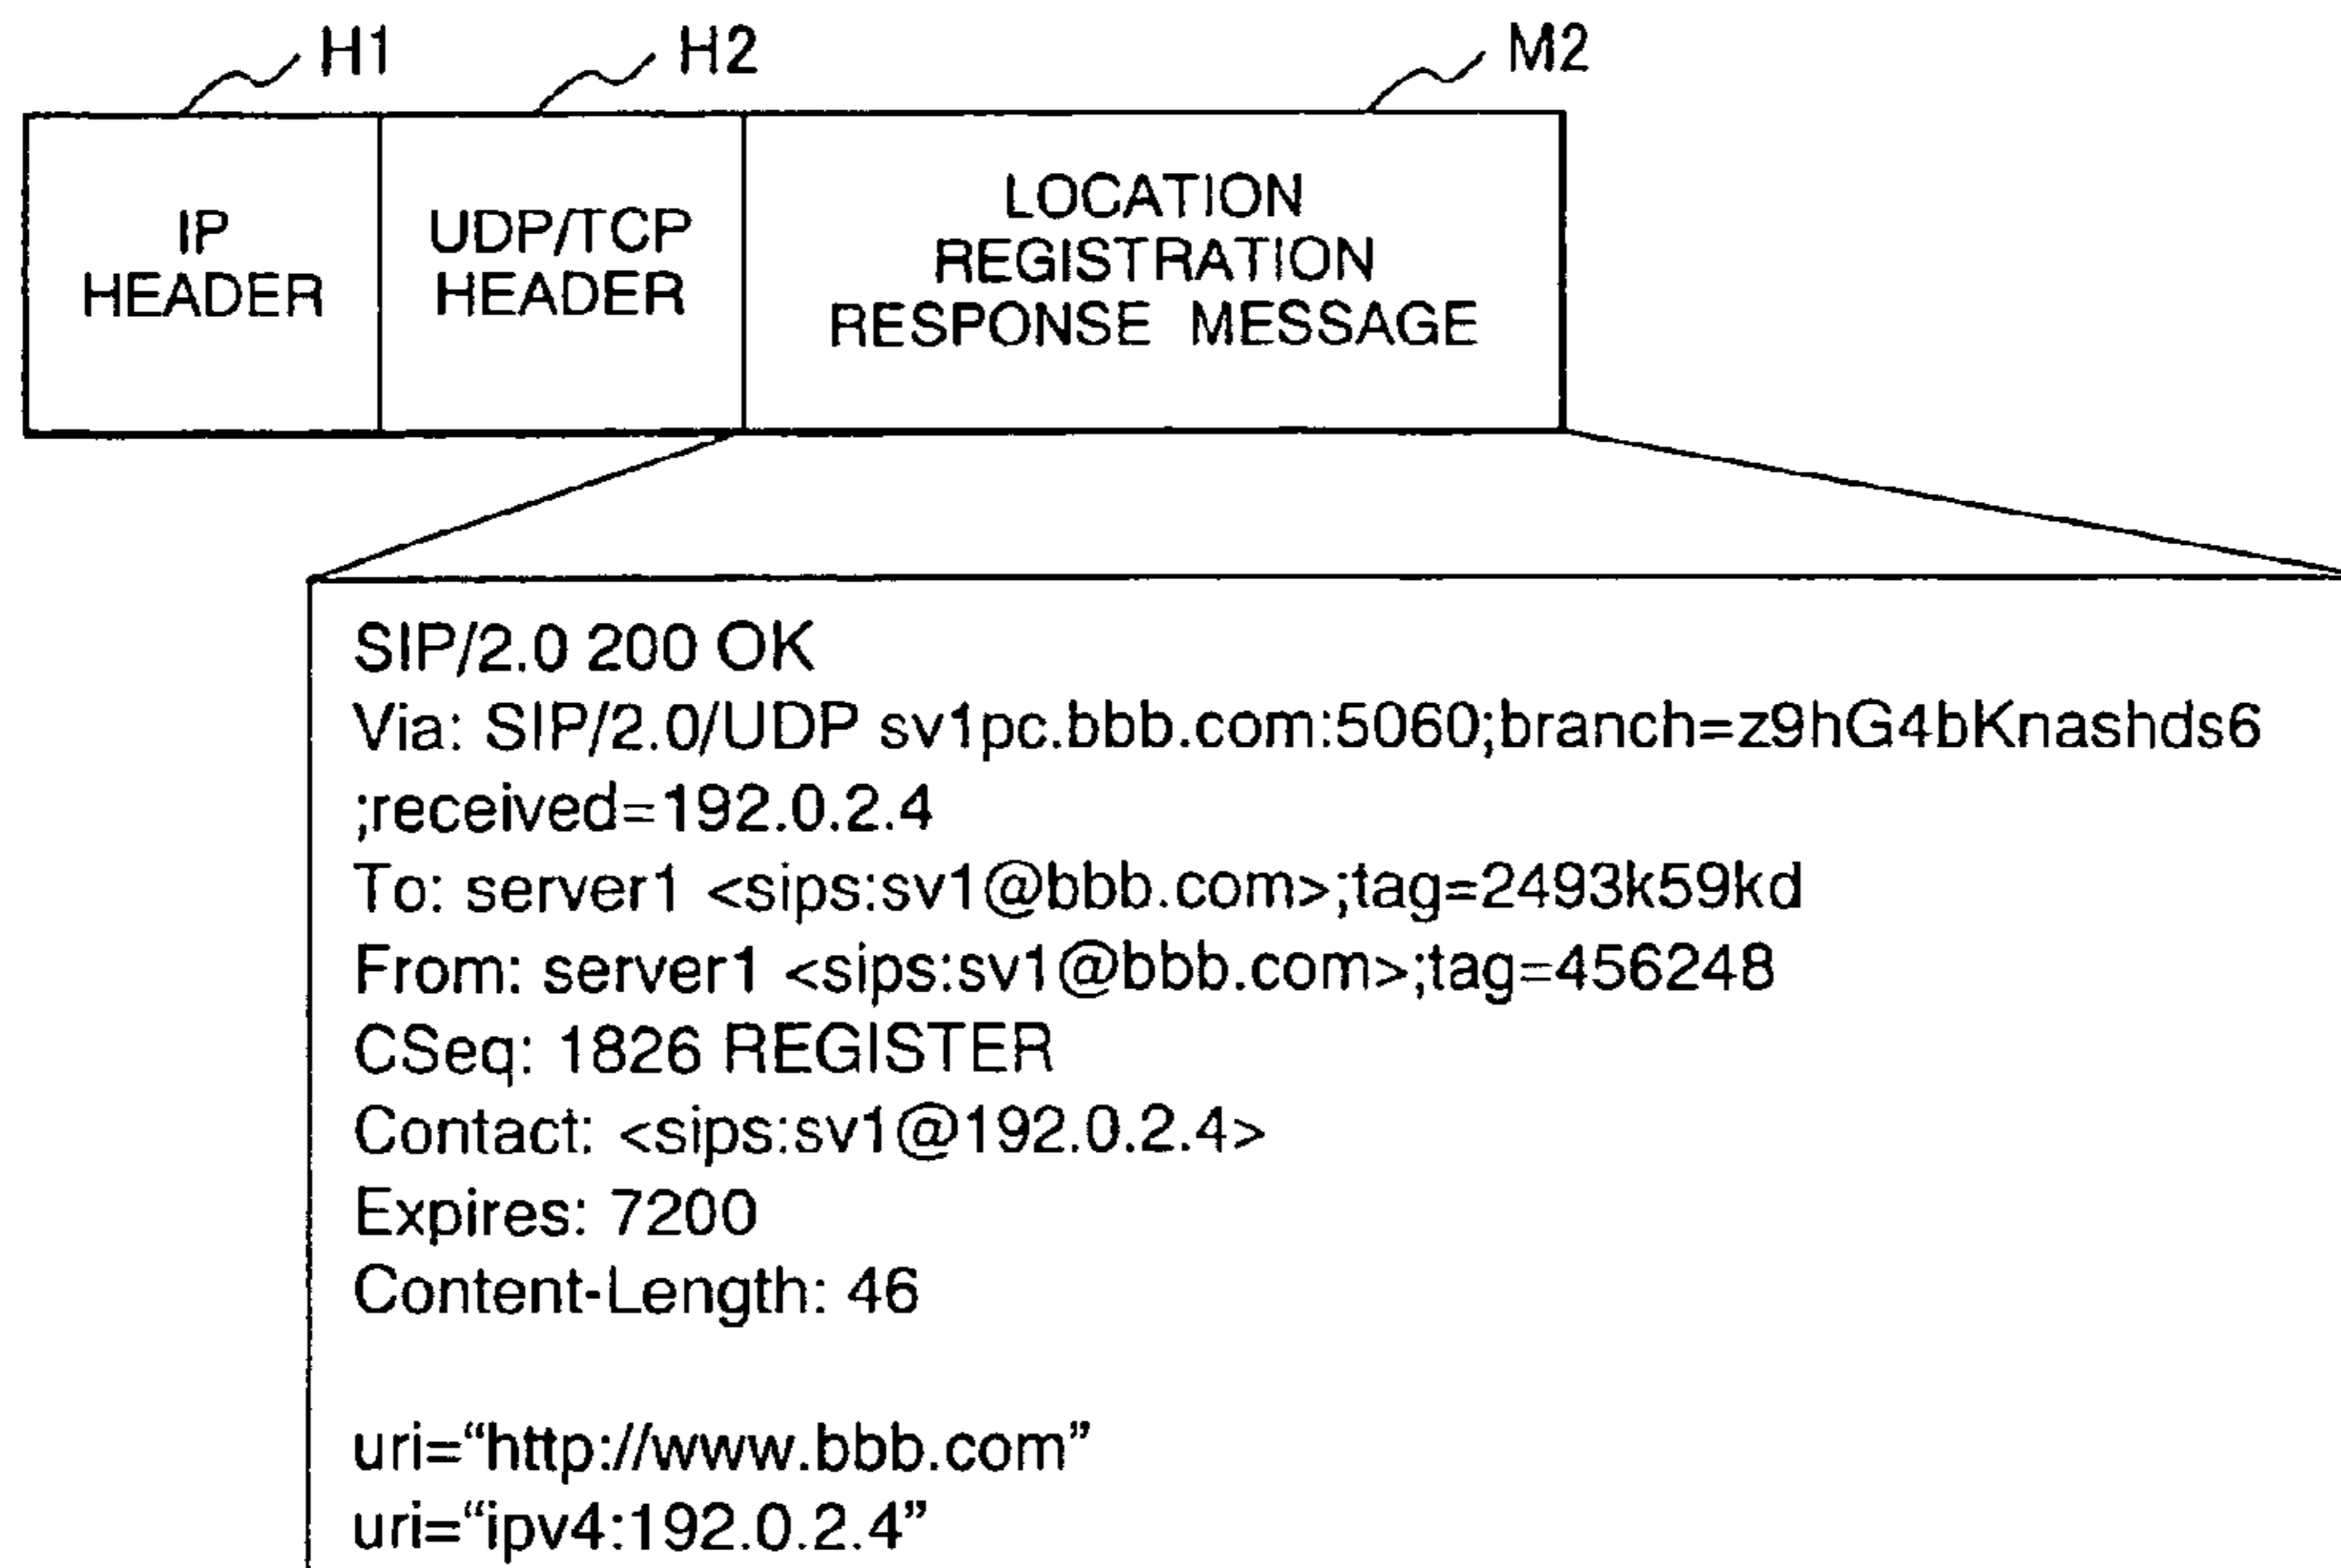 H1
H2
M2
IP
HEADER
UDP/TCP
HEADER
LOCATION
REGISTRATION
RESPONSE MESSAGE
SIP/2.0 200 OK
Via: SIP/2.0/UDP sv1pc.bbb.com:5060;branch=z9hG4bKnashds6
;received=192.0.2.4
To: server1 <sips:sv1@bbb.com>;tag=2493k59kd
From: server1 <sips:sv1@bbb.com>;tag=456248
CSeq: 1826 REGISTER
Contact: <sips:sv1@192.0.2.4>
Expires: 7200
Content-Length: 46
uri=“http://www.bbb.com”
uri=“ipv4:192.0.2.4”